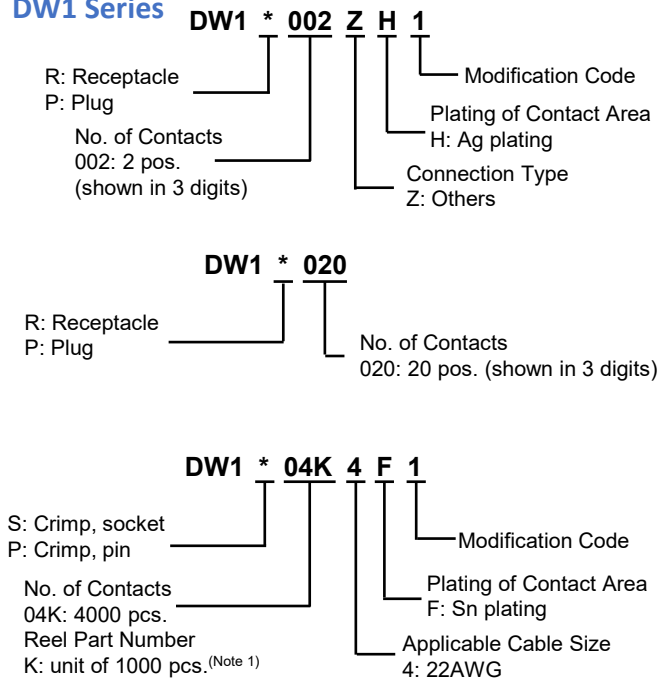 DW1 Series
DW1 * 002 Z H 1
R: Receptacle
P: Plug
No. of Contacts
002: 2 pos.
(shown in 3 digits)
Modification Code
Plating of Contact Area
H: Ag plating
Connection Type
Z: Others
DW1 * 020
R: Receptacle
P: Plug
No. of Contacts
020: 20 pos. (shown in 3 digits)
DW1 * 04K 4 F 1
S: Crimp, socket
P: Crimp, pin
No. of Contacts
04K: 4000 pcs.
Reel Part Number
K: unit of 1000 pcs.(Note 1)
Modification Code
Plating of Contact Area
F: Sn plating
Applicable Cable Size
4: 22AWG